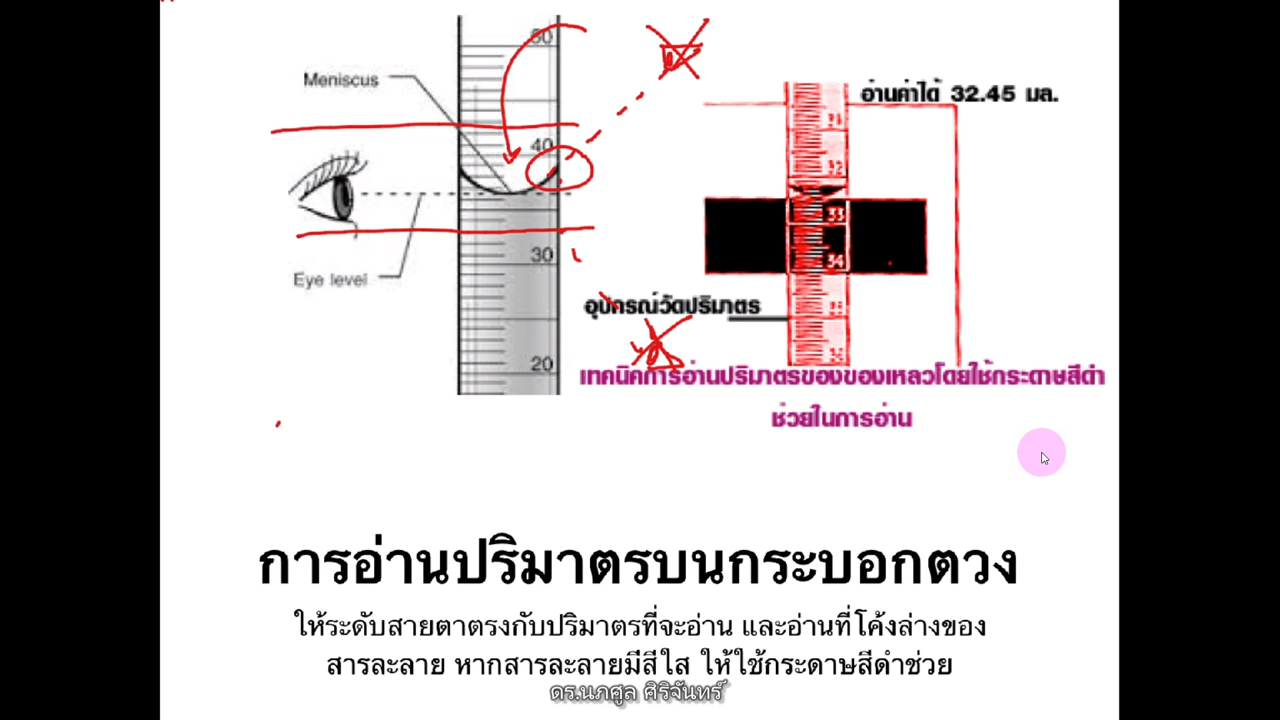 50
Meniscus
อ่านค่าได้ 32.45 มล.
31
40
32
33
30
34
Eye level
อุปกรณ์วัดปริมาตร
35
20
36
เทคนิคการอ่านปริมาตรของของเหลวโดยใช้กระดาษสีดำ
ช่วยในการอ่าน
การอ่านปริมาตรบนกระบอกตวง
ให้ระดับสายตาตรงกับปริมาตรที่จะอ่าน และอ่านที่โค้งล่างของ
สารละลาย หากสารละลายมีสีใส ให้ใช้กระดาษสีดำช่วย
ดร.นภศูล ศิริจันทร์